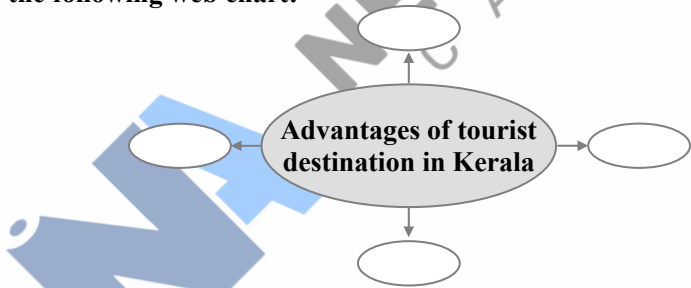 the following web chart.
Advantages of tourist
destination in Kerala